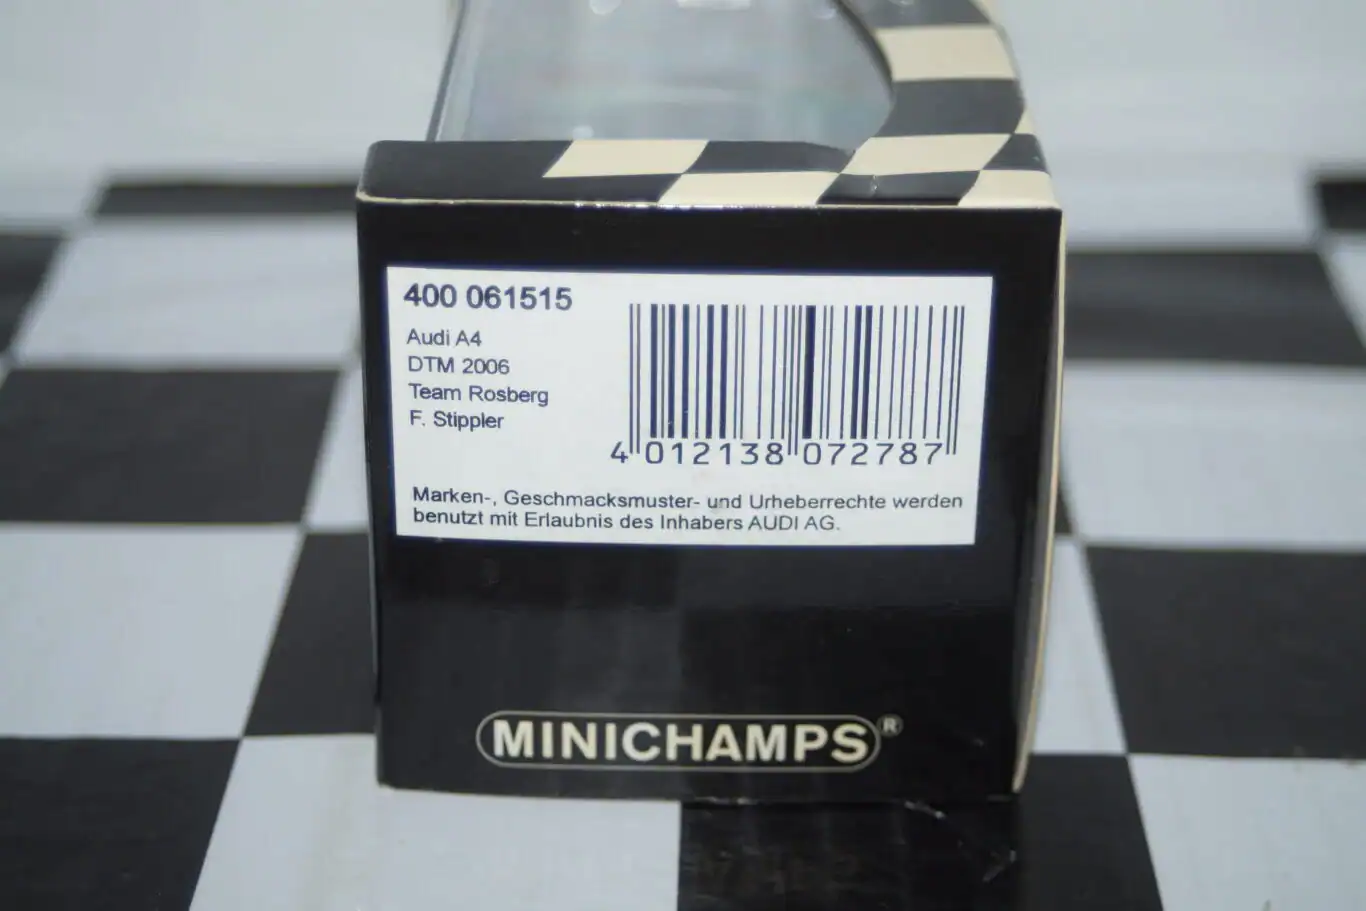 400 061515
Audi A4
DTM 2006
Team Rosberg
F. Stippler
4 012138 072787
Marken-, Geschmacksmuster- und Urheberrechte werden
benutzt mit Erlaubnis des Inhabers AUDI AG.
MINICHAMPS®